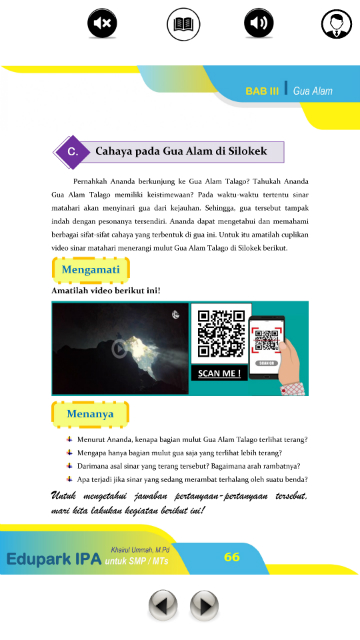 BAB III Gua Alam
C. Cahaya pada Gua Alam di Silokek
Pernahkah Ananda berkunjung ke Gua Alam Talago? Tahukah Ananda
Gua Alam Talago memiliki keistimewaan? Pada waktu-waktu tertentu sinar
matahari akan menyinari gua dari kejauhan. Sehingga, gua tersebut tampak
indah dengan pesonanya tersendiri. Ananda dapat mengetahui dan memahami
berbagai sifat-sifat cahaya yang terbentuk di gua ini. Untuk itu amatilah cuplikan
video sinar matahari menerangi mulut Gua Alam Talago di Silokek berikut.
Mengamati
Amatilah video berikut ini!
SCAN ME !
Menanya
Menurut Ananda, kenapa bagian mulut Gua Alam Talago terlihat terang?
Mengapa hanya bagian mulut gua saja yang terlihat lebih terang?
Darimana asal sinar yang terang tersebut? Bagaimana arah rambatnya?
Apa terjadi jika sinar yang sedang merambat terhalang oleh suatu benda?
Untuk mengetahui jawaban pertanyaan-pertanyaan tersebut,
mari kita lakukan kegiatan berikut ini!
Khairul Ummah, M.Pd
Edupark IPA untuk SMP / MTs
66